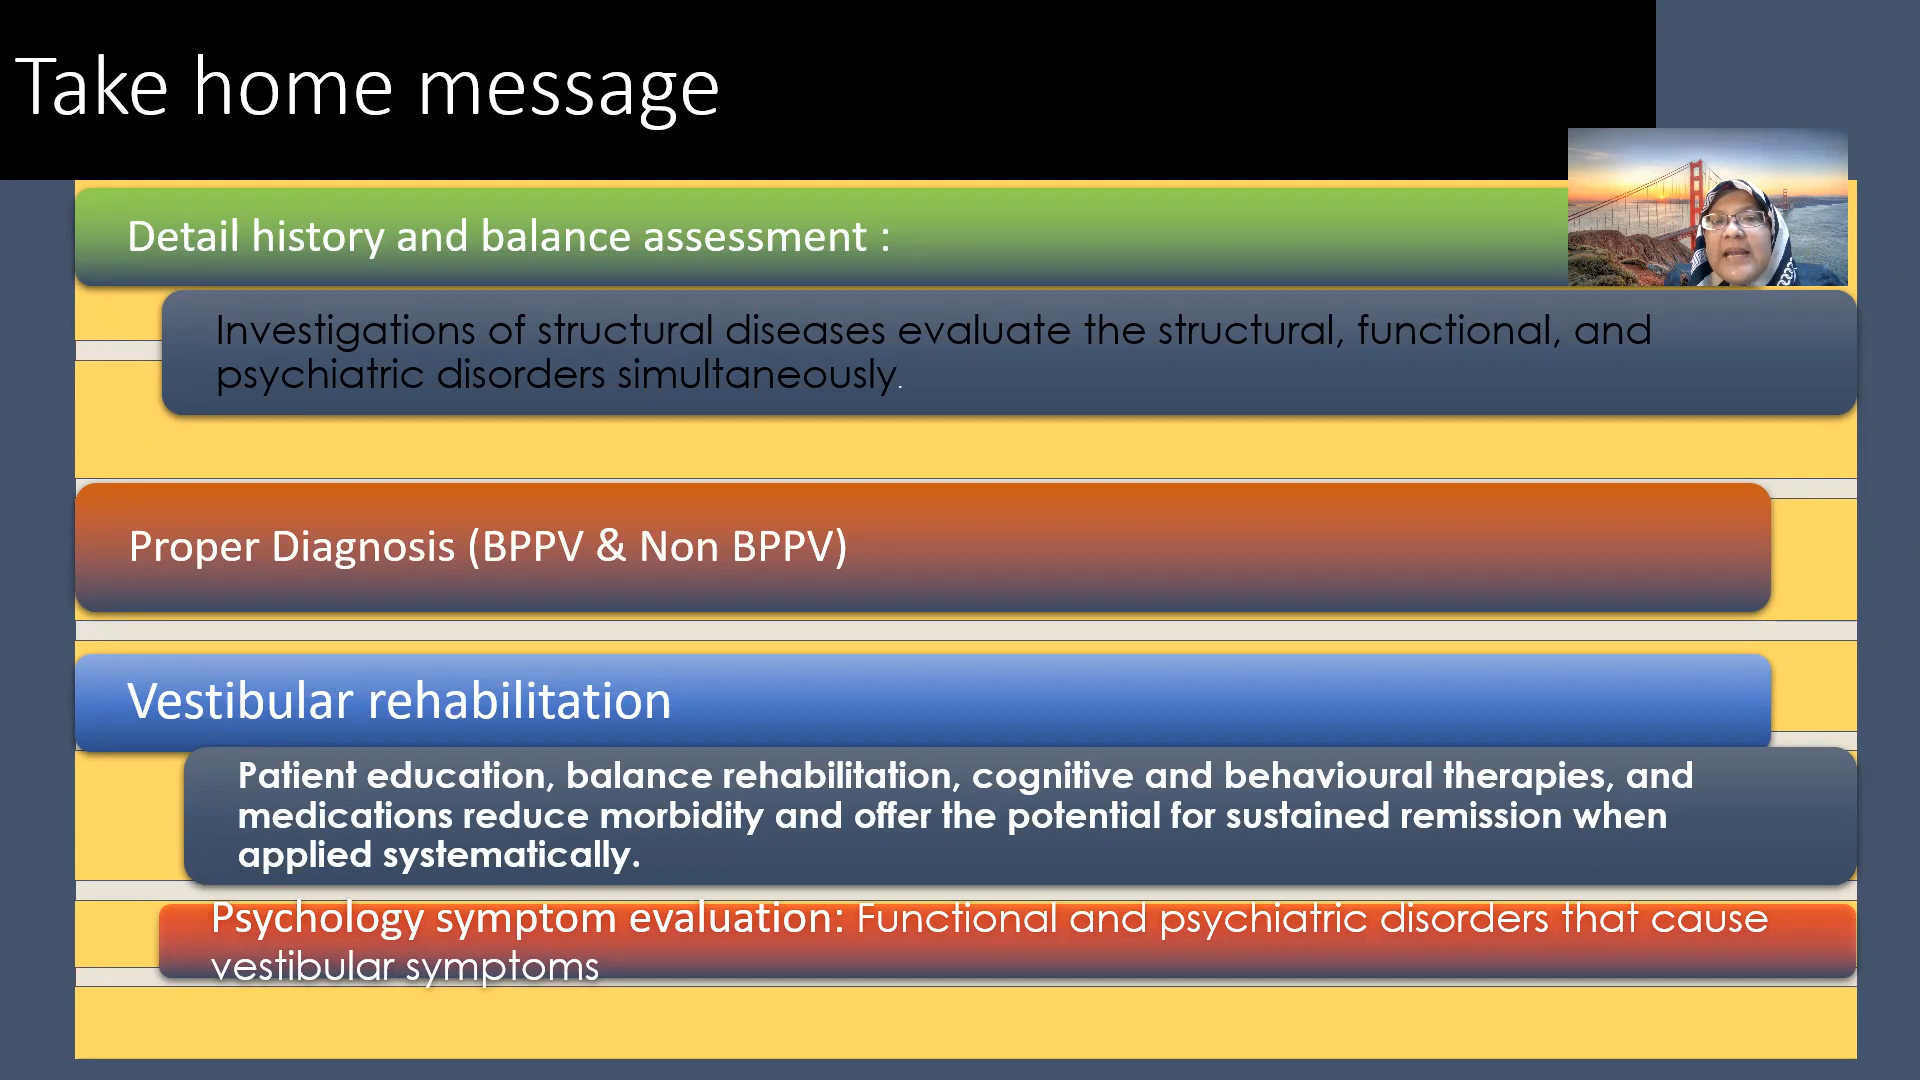 Take home message
Detail history and balance assessment :
Investigations of structural diseases evaluate the structural, functional, and
psychiatric disorders simultaneously.
Proper Diagnosis (BPPV & Non BPPV)
Vestibular rehabilitation
Patient education, balance rehabilitation, cognitive and behavioural therapies, and
medications reduce morbidity and offer the potential for sustained remission when
applied systematically.
Psychology symptom evaluation: Functional and psychiatric disorders that cause
vestibular symptoms